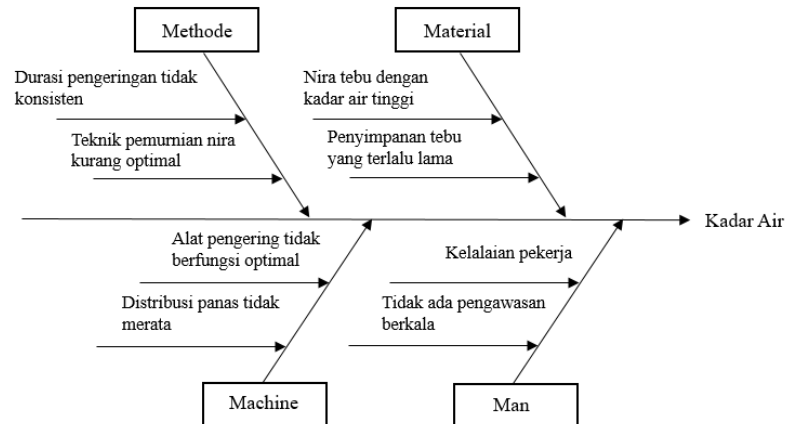 Methode
Material
Durasi pengeringan tidak
konsisten
Teknik pemurnian nira
kurang optimal
Nira tebu dengan
kadar air tinggi
Penyimpanan tebu
yang terlalu lama
Kadar Air
Alat pengering tidak
berfungsi optimal
Distribusi panas tidak
merata
Kelalaian pekerja
Tidak ada pengawasan
berkala
Machine
Man